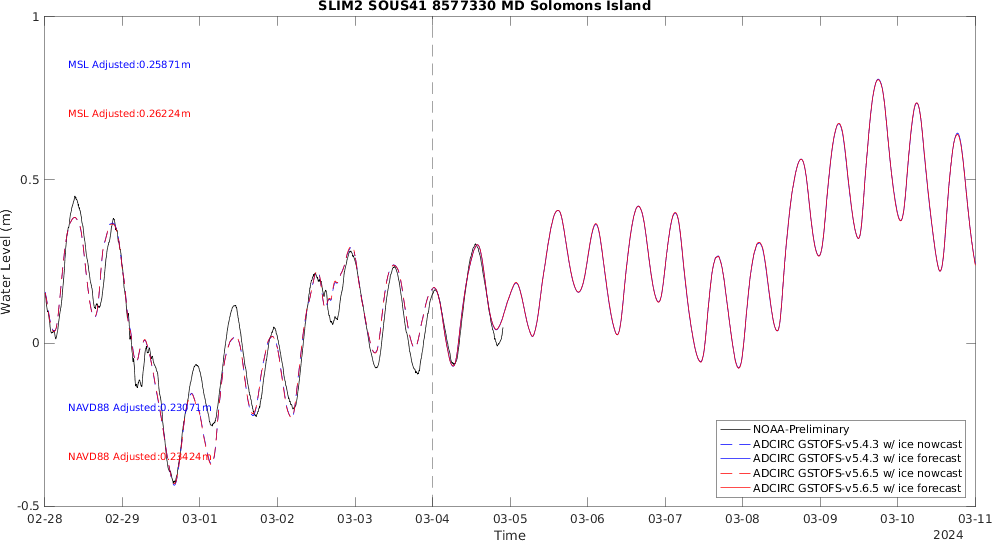 SLIM2 SOUS41 8577330 MD Solomons Island
Water Level (m)
1
0.5
0
-0.5
MSL Adjusted:0.25871m
MSL Adjusted:0.26224m
NAVD88 Adjusted:0.23071m
NAVD88 Adjusted:0.23424m
NOAA-Preliminary
ADCIRC GSTOFS-v5.4.3 w/ ice nowcast
ADCIRC GSTOFS-v5.4.3 w/ ice forecast
ADCIRC GSTOFS-v5.6.5 w/ ice nowcast
ADCIRC GSTOFS-v5.6.5 w/ ice forecast
02-28 02-29 03-01 03-02 03-03 03-04 03-05 03-06 03-07 03-08 03-09 03-10 03-11
Time
2024